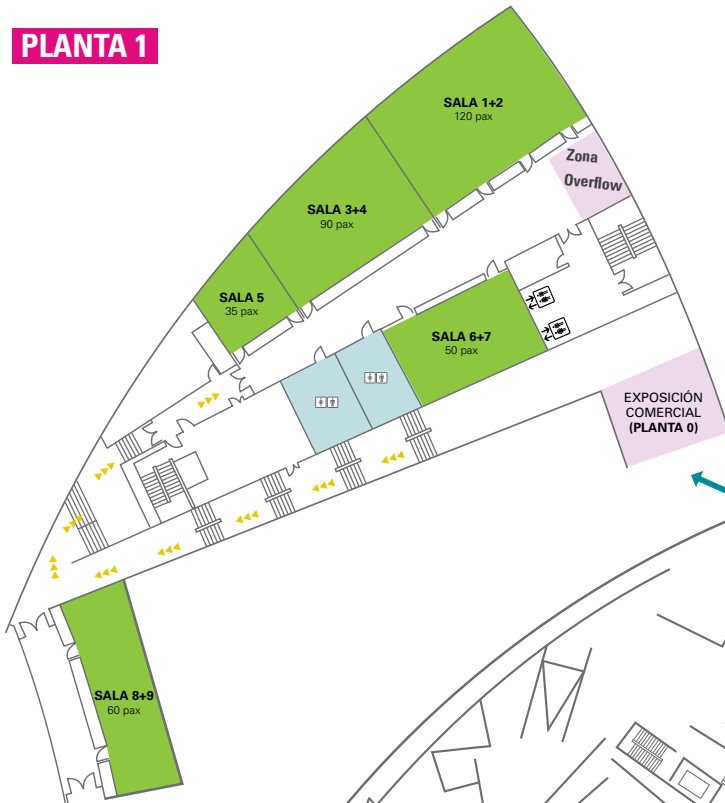 PLANTA 1
SALA 1+2
120 pax
Zona
Overflow
SALA 3+4
90 pax
SALA 5
35 pax
SALA 6+7
50 pax
EXPOSICIÓN
COMERCIAL
(PLANTA 0)
SALA 8+9
60 pax